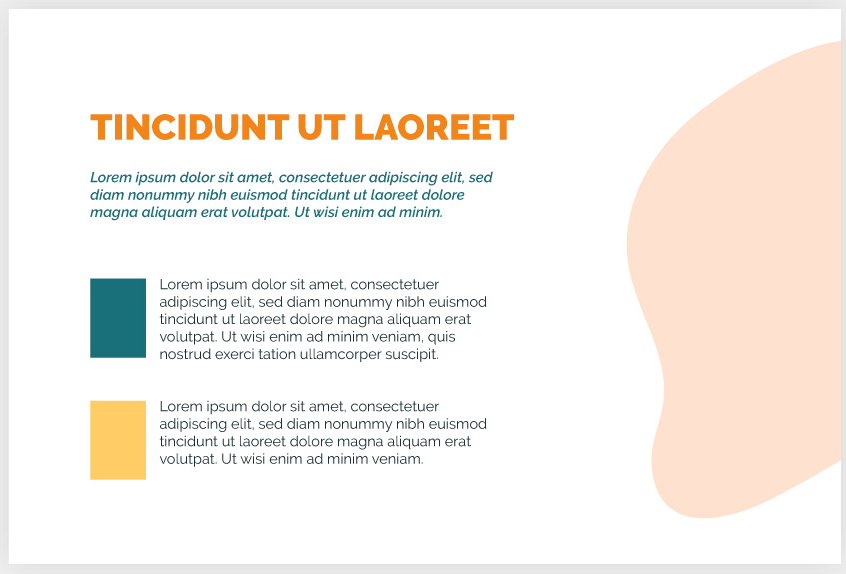 TINCIDUNT UT LAOREET
Lorem ipsum dolor sit amet, consectetuer adipiscing elit, sed
diam nonummy nibh euismod tincidunt ut laoreet dolore
magna aliquam erat volutpat. Ut wisi enim ad minim.
Lorem ipsum dolor sit amet, consectetuer
adipiscing elit, sed diam nonummy nibh euismod
tincidunt ut laoreet dolore magna aliquam erat
volutpat. Ut wisi enim ad minim veniam, quis
nostrud exerci tation ullamcorper suscipit.
Lorem ipsum dolor sit amet, consectetuer
adipiscing elit, sed diam nonummy nibh euismod
tincidunt ut laoreet dolore magna aliquam erat
volutpat. Ut wisi enim ad minim veniam.